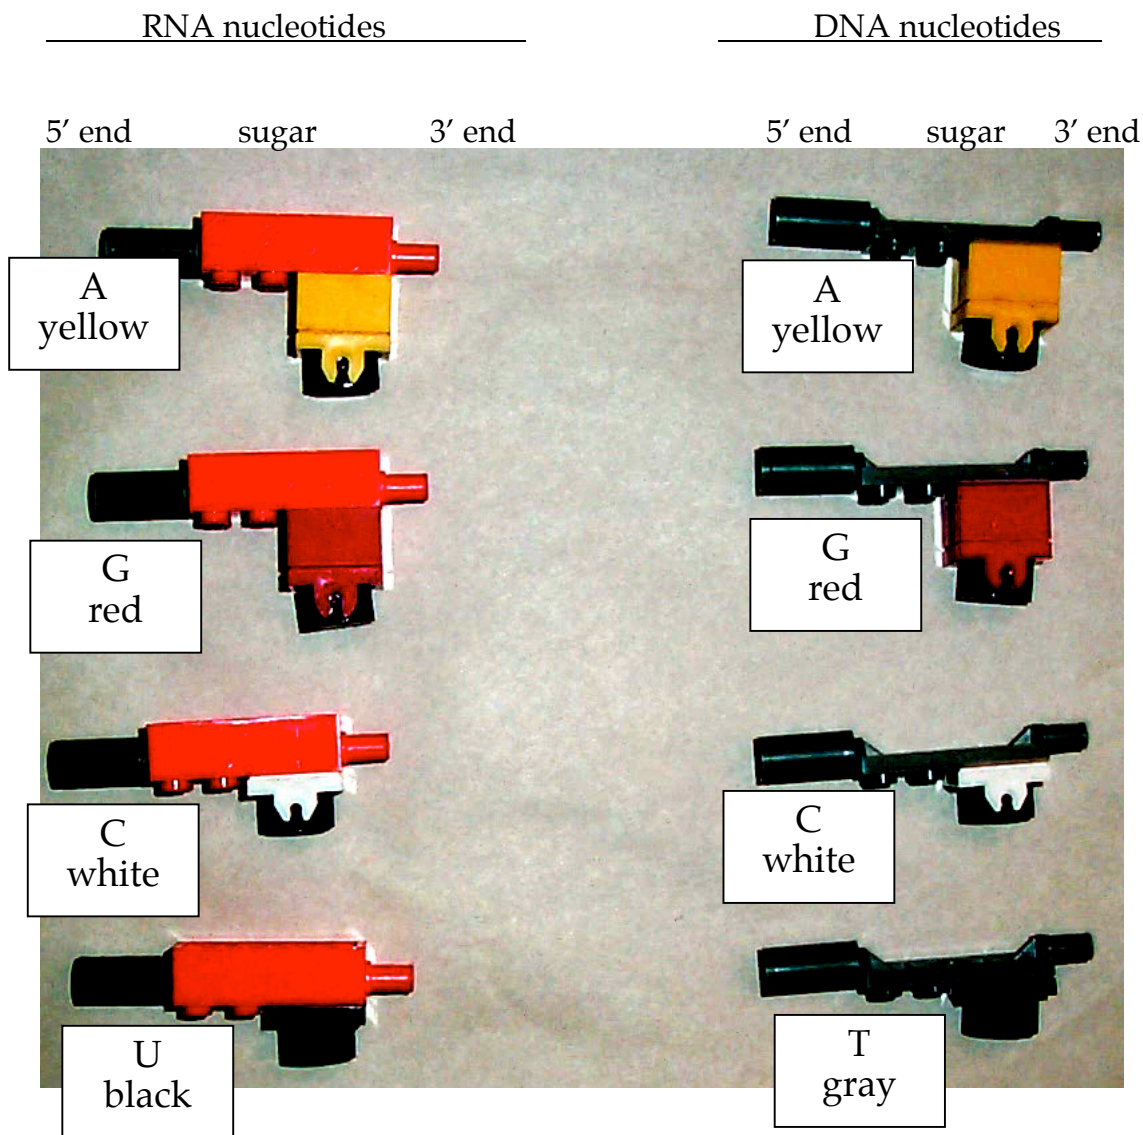 RNA nucleotides
DNA nucleotides
5’ end sugar 3’ end
5’ end sugar 3’ end
A
yellow
A
yellow
G
red
G
red
C
white
C
white
U
black
T
gray